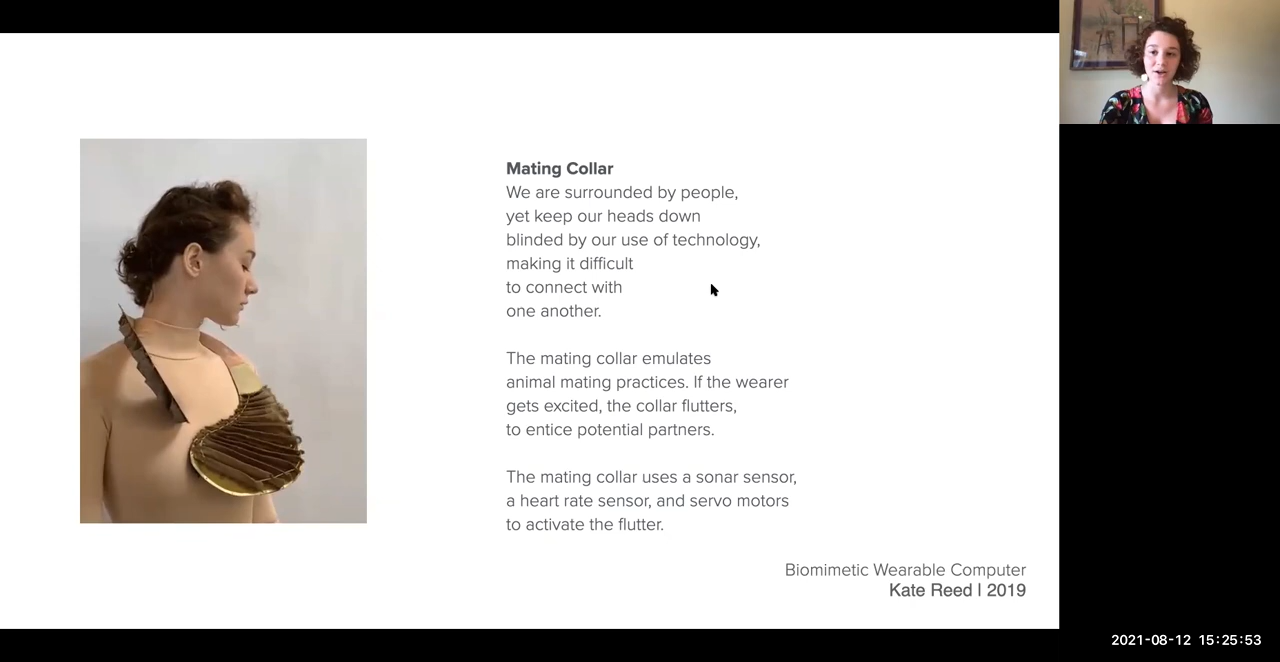 Mating Collar
We are surrounded by people,
yet keep our heads down
blinded by our use of technology,
making it difficult
to connect with
one another.
The mating collar emulates
animal mating practices. If the wearer
gets excited, the collar flutters,
to entice potential partners.
The mating collar uses a sonar sensor,
a heart rate sensor, and servo motors
to activate the flutter.
Biomimetic Wearable Computer
Kate Reed | 2019
2021-08-12 15:25:53